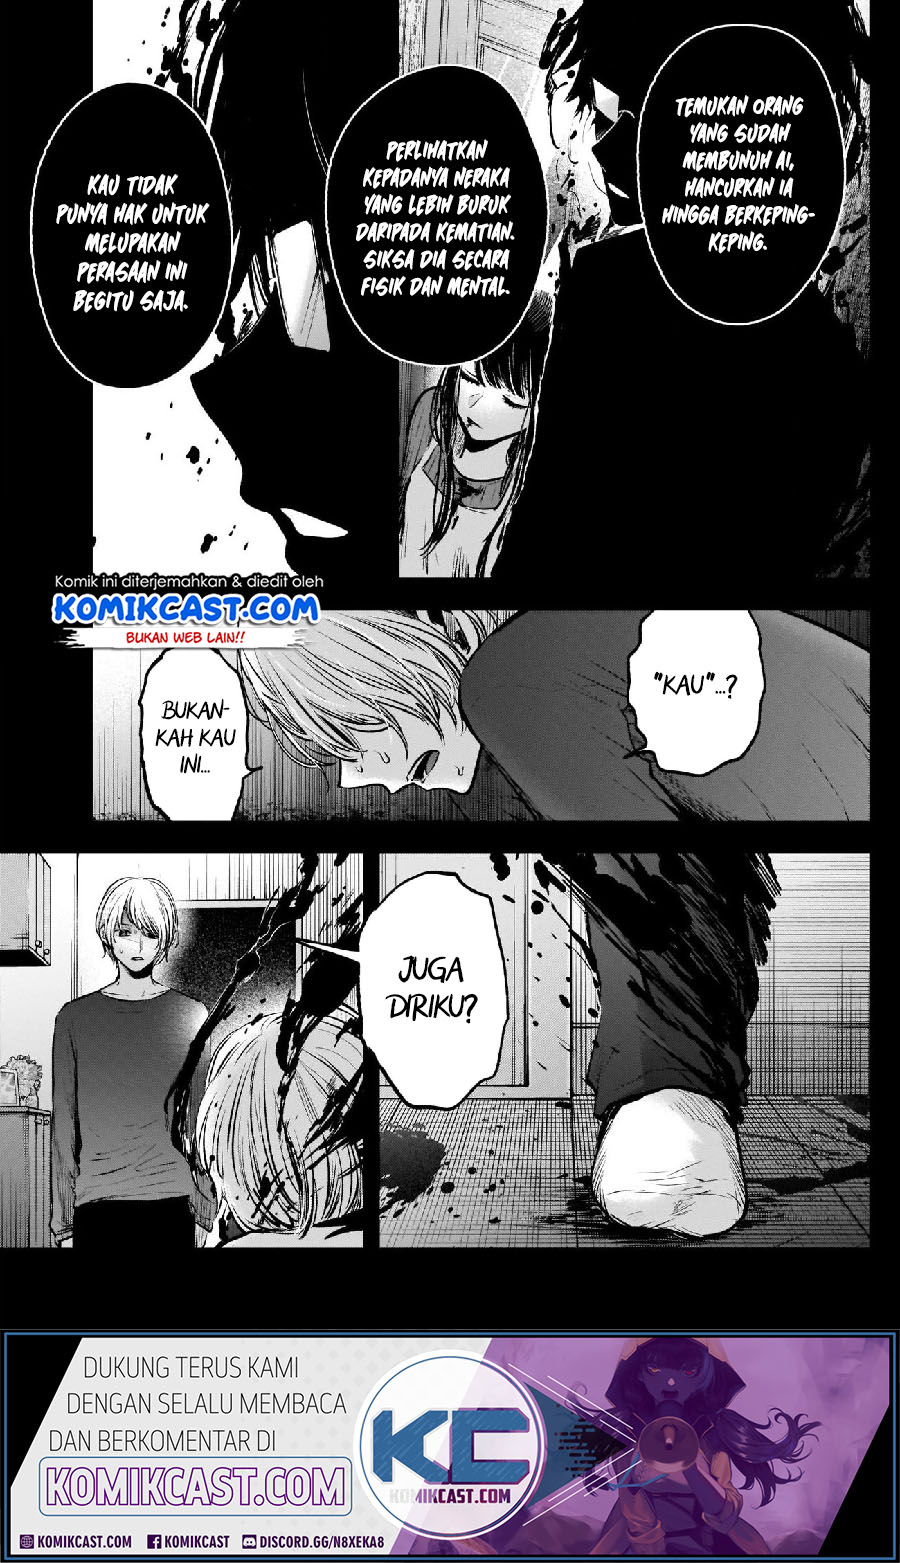 TEMUKAN ORANG
YANG SUDAH
MEMBUNUH AI,
HANCURKAN IA
HINGGA BERKEPING-
KEPING.
PERLIHATKAN
KEPADANYA NERAKA
YANG LEBIH BURUK
DARIPADA KEMATIAN.
SIKSA DIA SECARA
FISIK DAN MENTAL.
KAU TIDAK
PUNYA HAK UNTUK
MELUPAKAN
PERASAAN INI
BEGITU SAJA.
Komik ini diterjemahkan & diedit oleh
KOMIKCAST.COM
BUKAN WEB LAIN!!
"KAU"...?
BUKAN-
KAH KAU
INI...
JUGA
DIRIKU?
DUKUNG TERUS KAMI
DENGAN SELALU MEMBACA
DAN BERKOMENTAR DI
KOMIKCAST.COM
KC
KOMIKCAST.COM
KOMIKCAST.COM
KOMIKCAST
DISCORD.GG/N8XEKA8